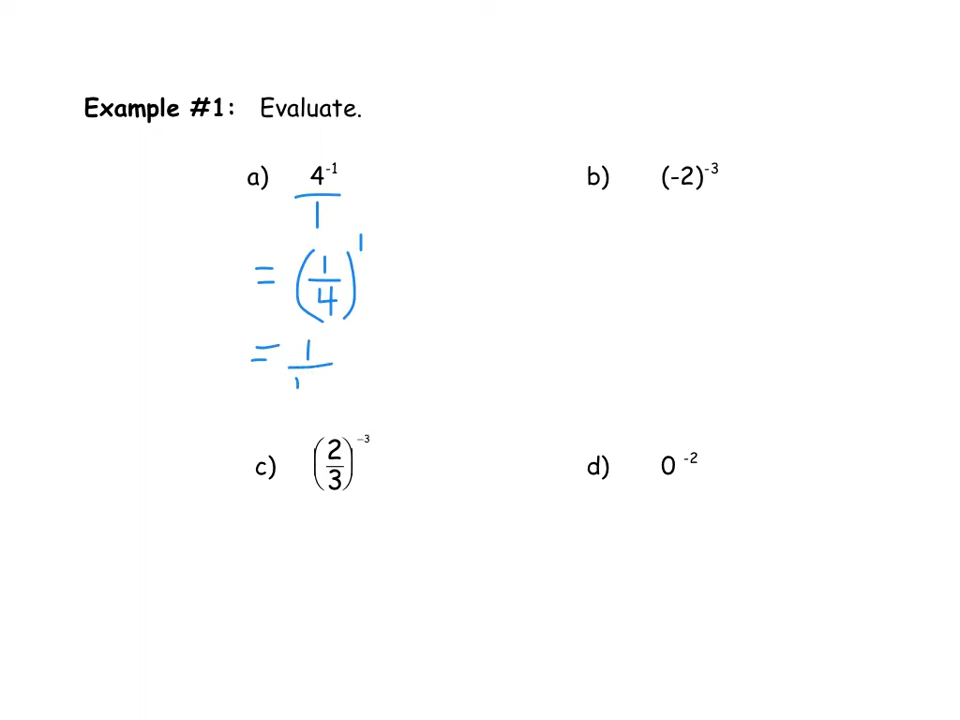 Example #1: Evaluate.
a) 4⁻¹ b) (-2)⁻³
1
= (1/4)¹
= 1
c) (2/3)⁻³ d) 0⁻²